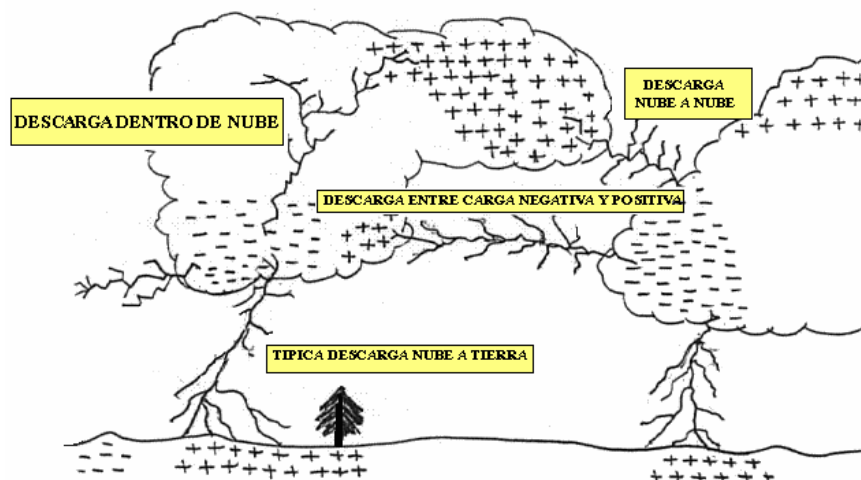 DESCARGA DENTRO DE NUBE
DESCARGA
NUBE A NUBE
DESCARGA ENTRE CARGA NEGATIVA Y POSITIVA
TIPICA DESCARGA NUBE A TIERRA